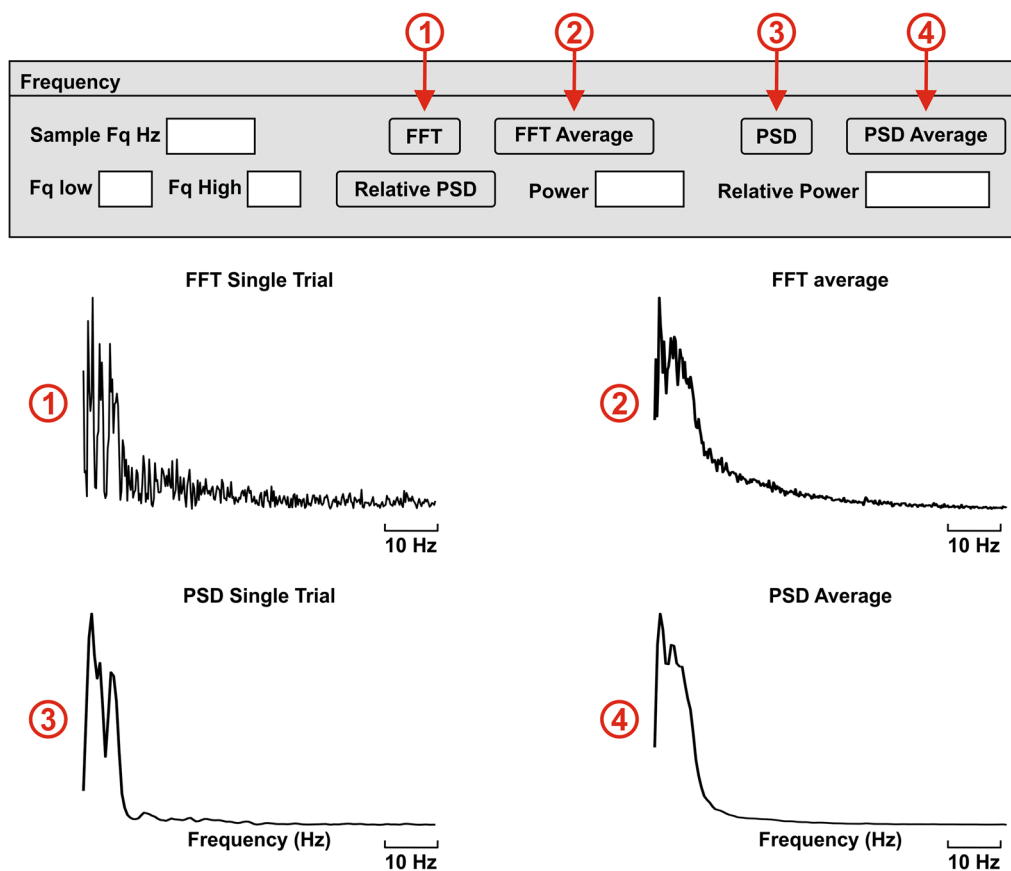 1 2 3 4
Frequency
Sample Fq Hz FFT FFT Average PSD PSD Average
Fq low Fq High Relative PSD Power Relative Power
FFT Single Trial FFT average
1 2
10 Hz 10 Hz
PSD Single Trial PSD Average
3 4
Frequency (Hz) Frequency (Hz)
10 Hz 10 Hz